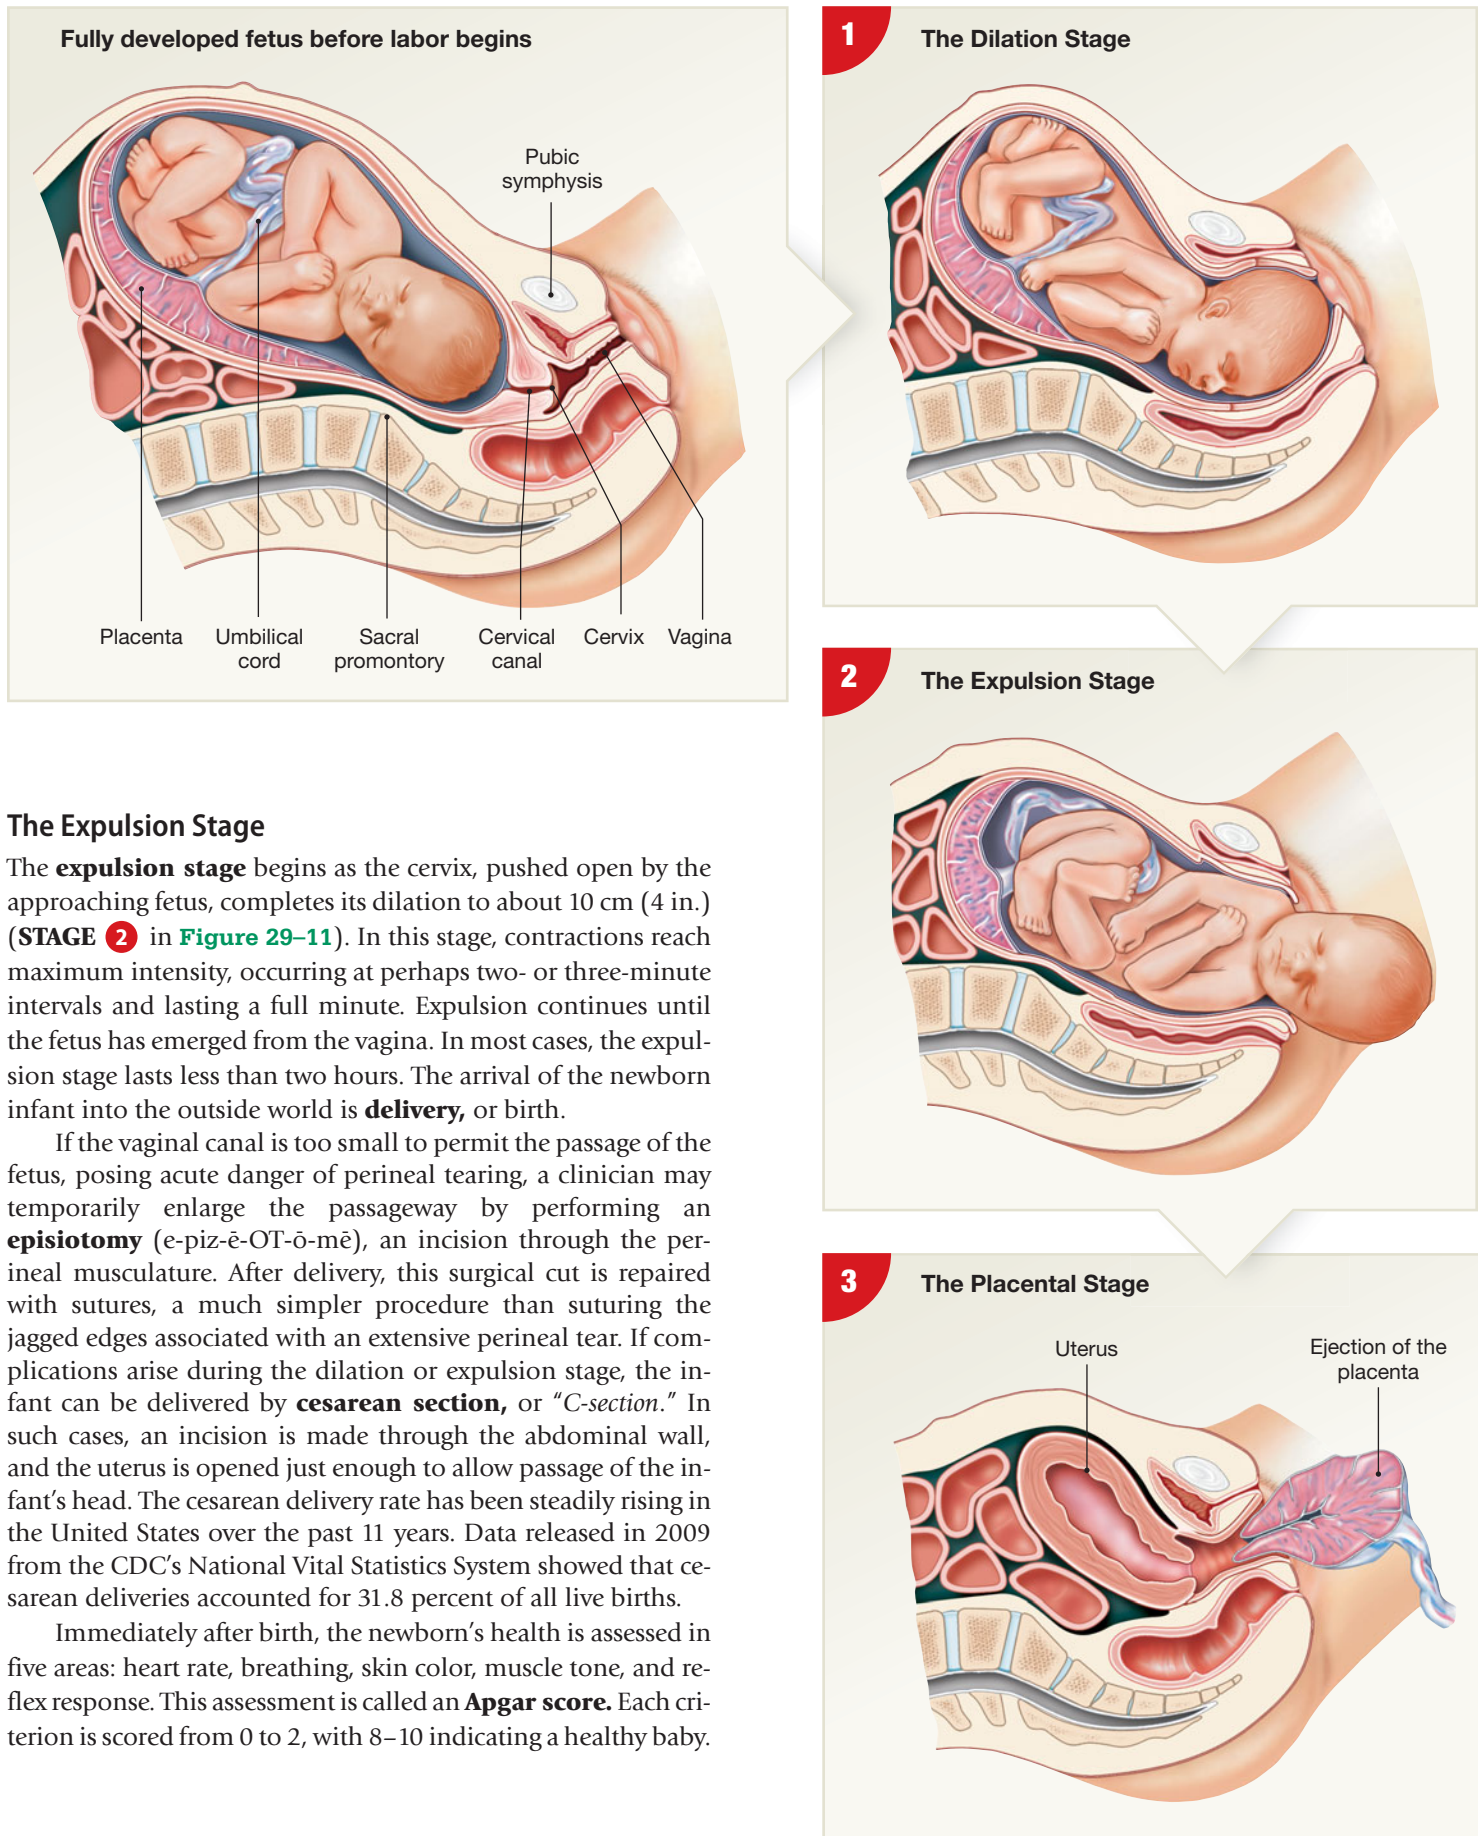 Fully developed fetus before labor begins
Pubic
symphysis
Placenta
Umbilical
cord
Sacral
promontory
Cervical
canal
Cervix
Vagina
1
The Dilation Stage
2
The Expulsion Stage
3
The Placental Stage
Uterus
Ejection of the
placenta
The Expulsion Stage
The expulsion stage begins as the cervix, pushed open by the
approaching fetus, completes its dilation to about 10 cm (4 in.)
(STAGE 2 in Figure 29–11). In this stage, contractions reach
maximum intensity, occurring at perhaps two- or three-minute
intervals and lasting a full minute. Expulsion continues until
the fetus has emerged from the vagina. In most cases, the expul-
sion stage lasts less than two hours. The arrival of the newborn
infant into the outside world is delivery, or birth.
If the vaginal canal is too small to permit the passage of the
fetus, posing acute danger of perineal tearing, a clinician may
temporarily enlarge the passageway by performing an
episiotomy (e-piz-ē-OT-ō-mē), an incision through the per-
ineal musculature. After delivery, this surgical cut is repaired
with sutures, a much simpler procedure than suturing the
jagged edges associated with an extensive perineal tear. If com-
plications arise during the dilation or expulsion stage, the in-
fant can be delivered by cesarean section, or “C-section.” In
such cases, an incision is made through the abdominal wall,
and the uterus is opened just enough to allow passage of the in-
fant’s head. The cesarean delivery rate has been steadily rising in
the United States over the past 11 years. Data released in 2009
from the CDC’s National Vital Statistics System showed that ce-
sarean deliveries accounted for 31.8 percent of all live births.
Immediately after birth, the newborn’s health is assessed in
five areas: heart rate, breathing, skin color, muscle tone, and re-
flex response. This assessment is called an Apgar score. Each cri-
terion is scored from 0 to 2, with 8–10 indicating a healthy baby.